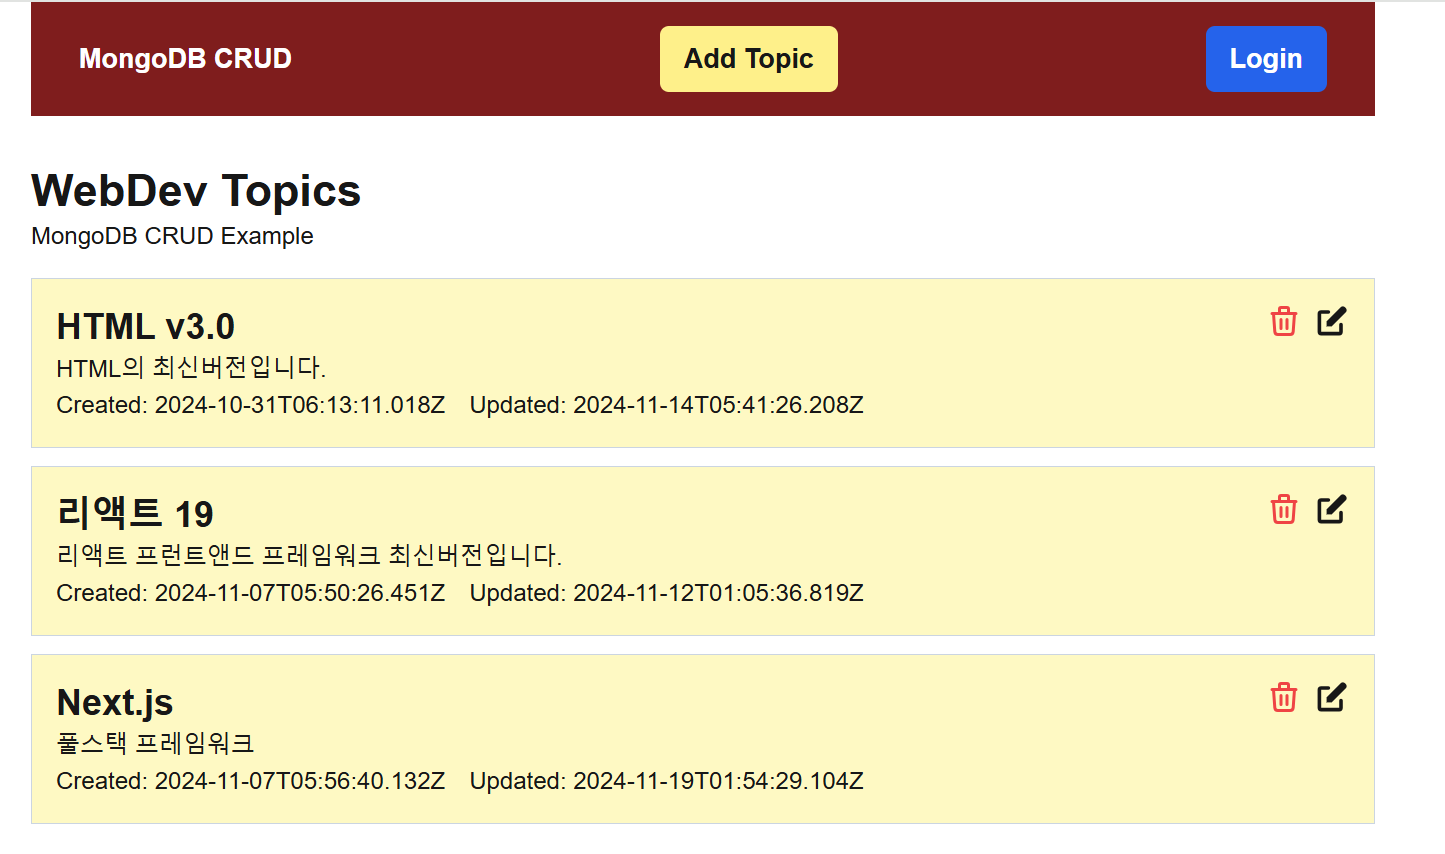 MongoDB CRUD Add Topic Login
WebDev Topics
MongoDB CRUD Example
HTML v3.0
HTML의 최신버전입니다.
Created: 2024-10-31T06:13:11.018Z Updated: 2024-11-14T05:41:26.208Z
리액트 19
리액트 프런트앤드 프레임워크 최신버전입니다.
Created: 2024-11-07T05:50:26.451Z Updated: 2024-11-12T01:05:36.819Z
Next.js
풀스택 프레임워크
Created: 2024-11-07T05:56:40.132Z Updated: 2024-11-19T01:54:29.104Z